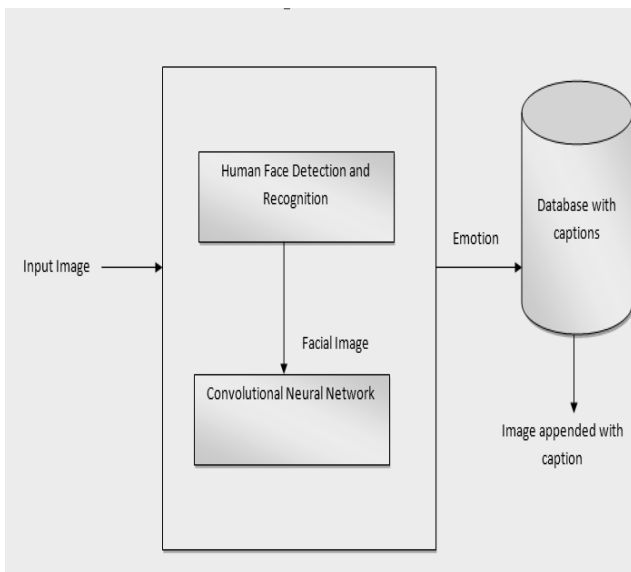 Human Face Detection and
Recognition
Input Image
Facial Image
Convolutional Neural Network
Emotion
Database with
captions
Image appended with
caption